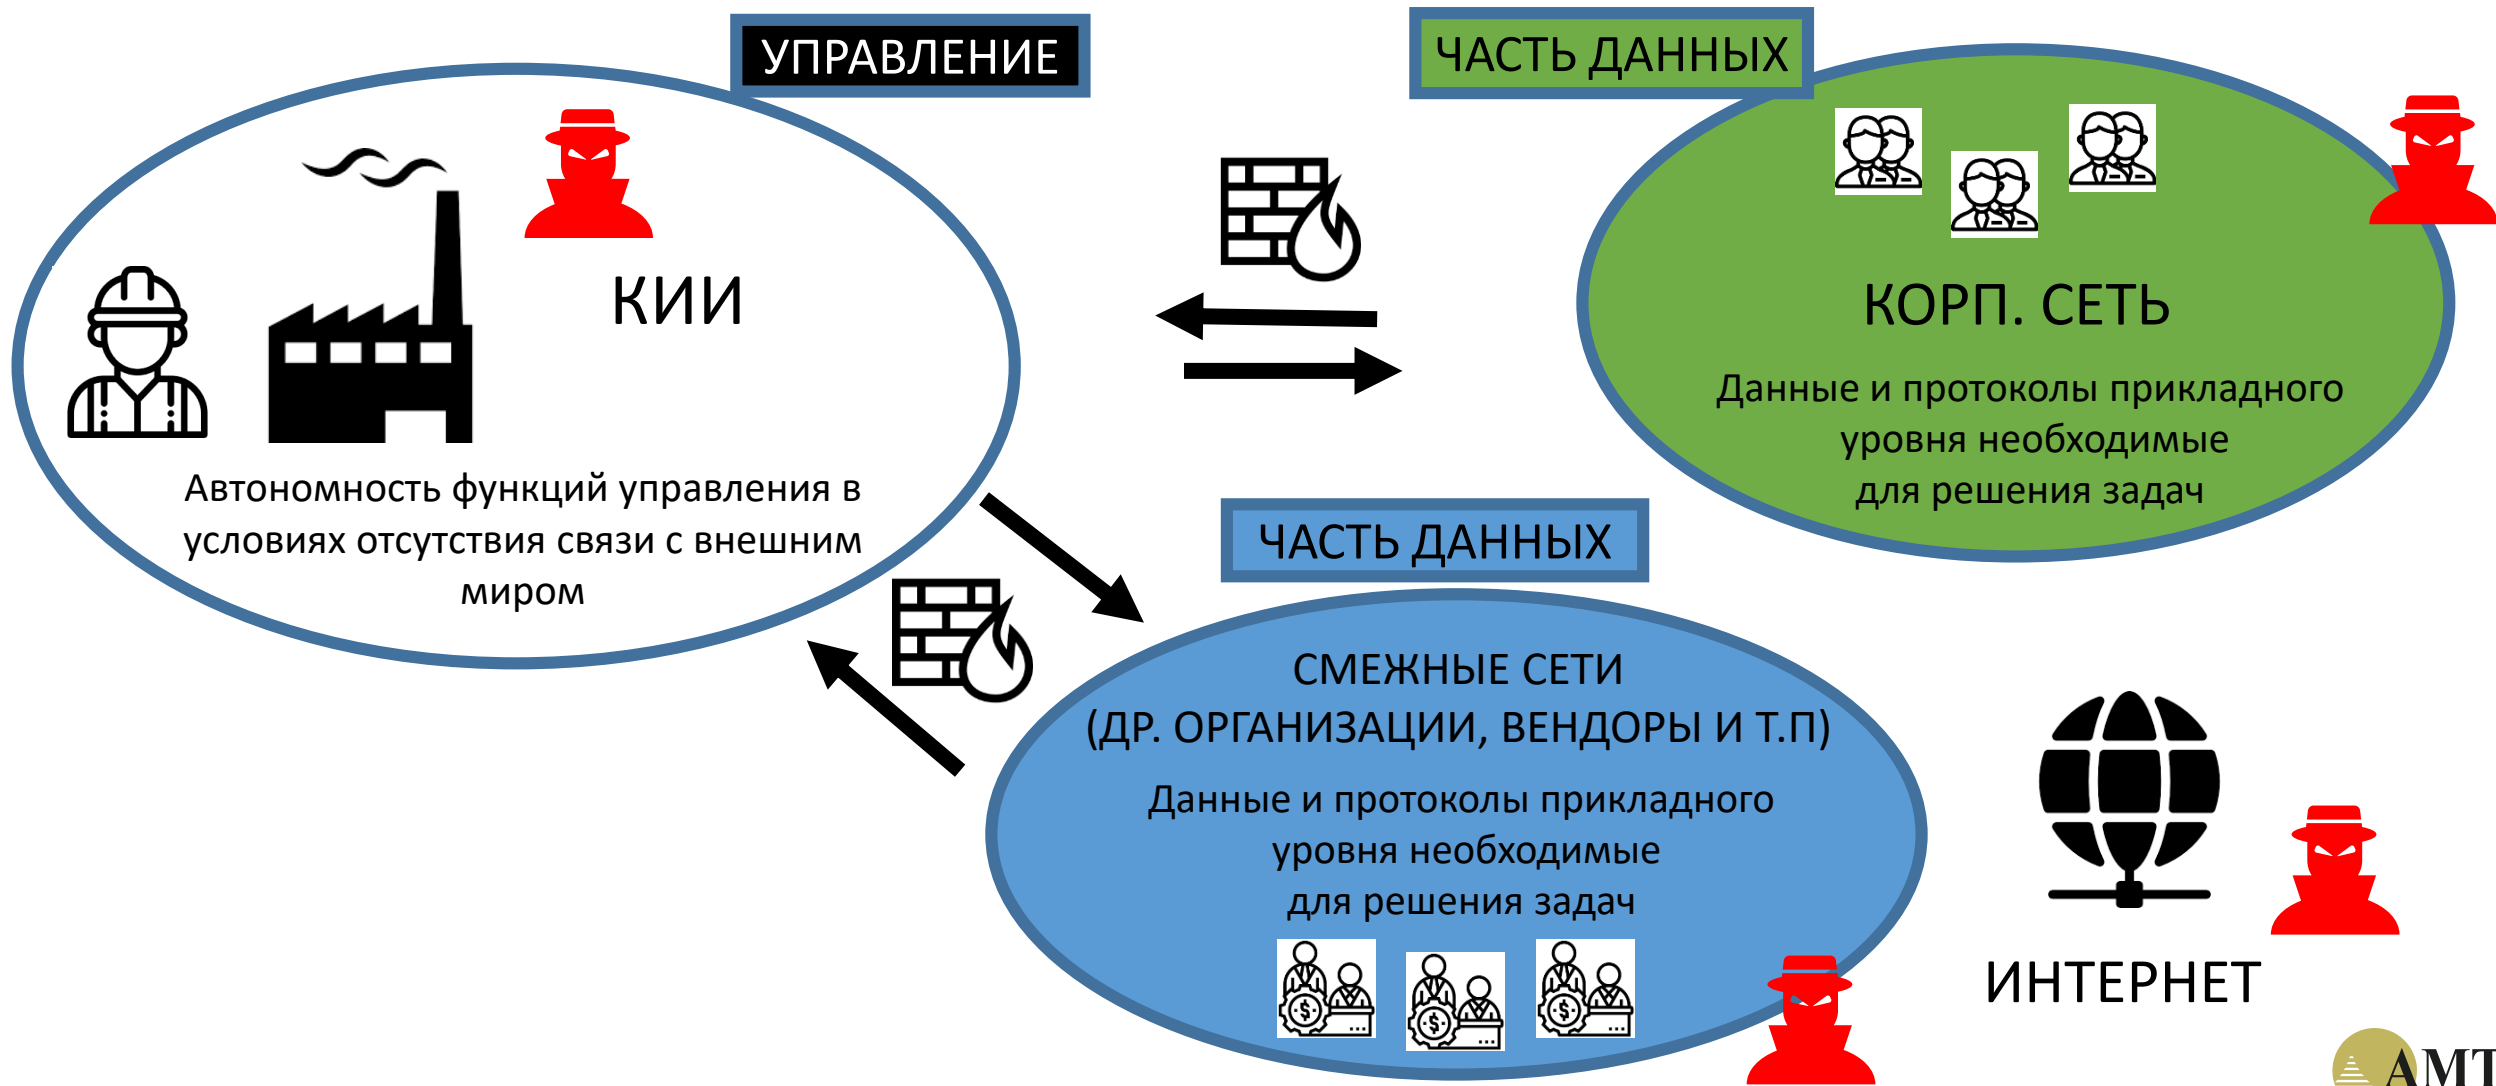 УПРАВЛЕНИЕ
КИИ
Автономность функций управления в
условиях отсутствия связи с внешним
миром
ЧАСТЬ ДАННЫХ
КОРП. СЕТЬ
Данные и протоколы прикладного
уровня необходимые
для решения задач
ЧАСТЬ ДАННЫХ
СМЕЖНЫЕ СЕТИ
(ДР. ОРГАНИЗАЦИИ, ВЕНДОРЫ И Т.П)
Данные и протоколы прикладного
уровня необходимые
для решения задач
ИНТЕРНЕТ
АМТ